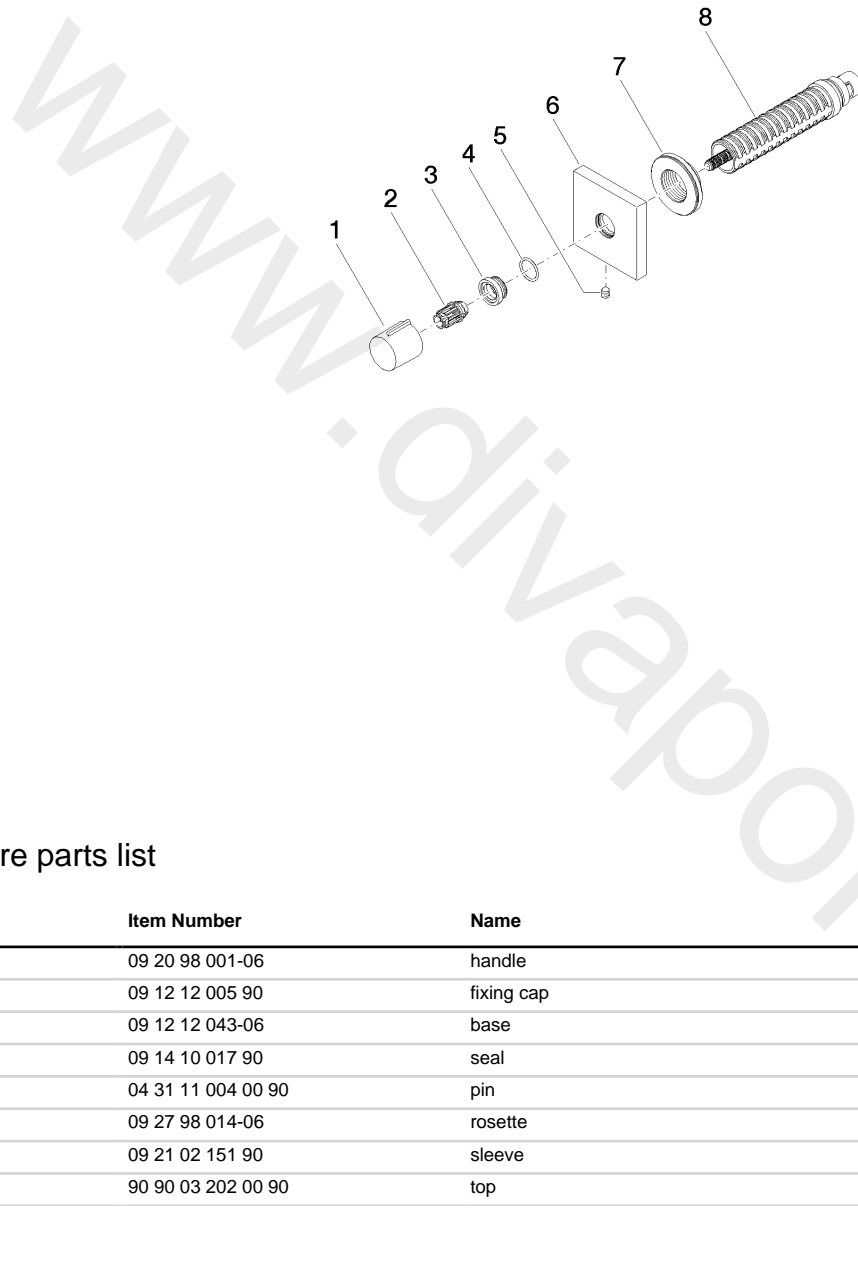 8
7
6
5
4
3
2
1
www.divapor
re parts list
Item Number Name
09 20 98 001-06 handle
09 12 12 005 90 fixing cap
09 12 12 043-06 base
09 14 10 017 90 seal
04 31 11 004 00 90 pin
09 27 98 014-06 rosette
09 21 02 151 90 sleeve
90 90 03 202 00 90 top